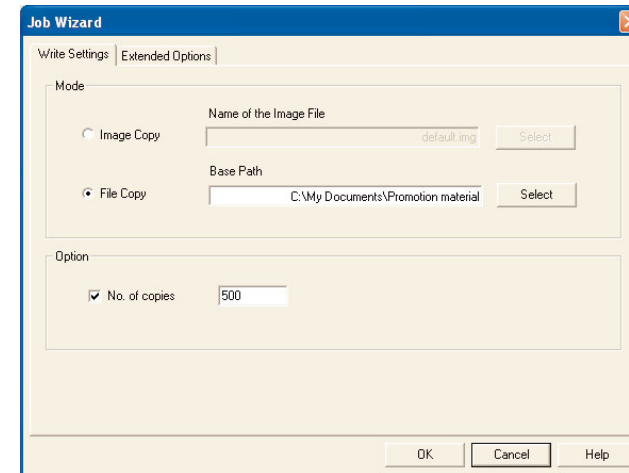 Job Wizard
Write Settings Extended Options
Mode
Name of the Image File
Image Copy default.img Select
Base Path
File Copy C:\My Documents\Promotion material Select
Option
No. of copies 500
OK Cancel Help